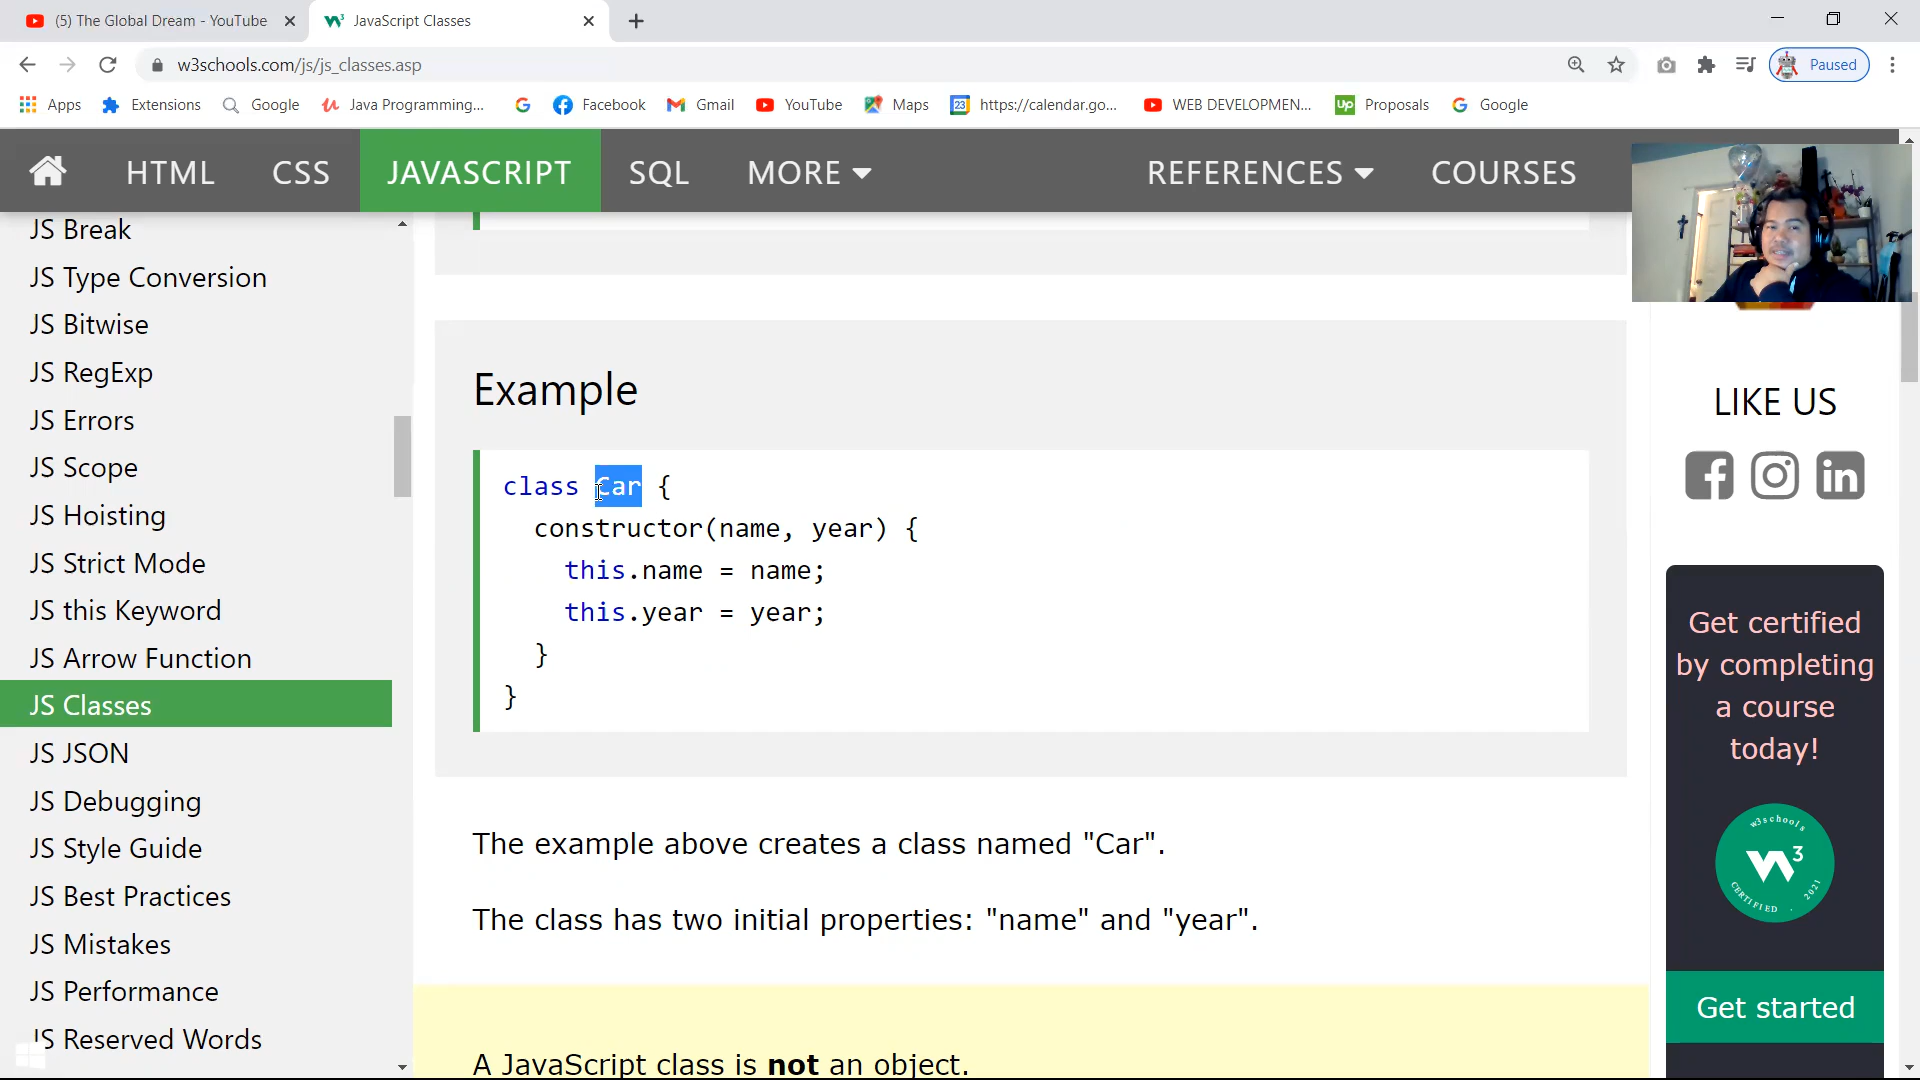 (5) The Global Dream - YouTube
JavaScript Classes
w3schools.com/js/js_classes.asp
Paused
Apps
Extensions
Google
Java Programming...
Facebook
Gmail
YouTube
Maps
23
https://calendar.go...
WEB DEVELOPMEN...
Up
Proposals
Google
HTML
CSS
JAVASCRIPT
SQL
MORE
REFERENCES
COURSES
JS Break
JS Type Conversion
JS Bitwise
JS RegExp
JS Errors
JS Scope
JS Hoisting
JS Strict Mode
JS this Keyword
JS Arrow Function
JS Classes
JS JSON
JS Debugging
JS Style Guide
JS Best Practices
JS Mistakes
JS Performance
JS Reserved Words
Example
class Car {
constructor(name, year) {
this.name = name;
this.year = year;
}
}
The example above creates a class named "Car".
The class has two initial properties: "name" and "year".
A JavaScript class is not an object.
LIKE US
Get certified
by completing
a course
today!
w3schools
W3
CERTIFIED . 2021
Get started